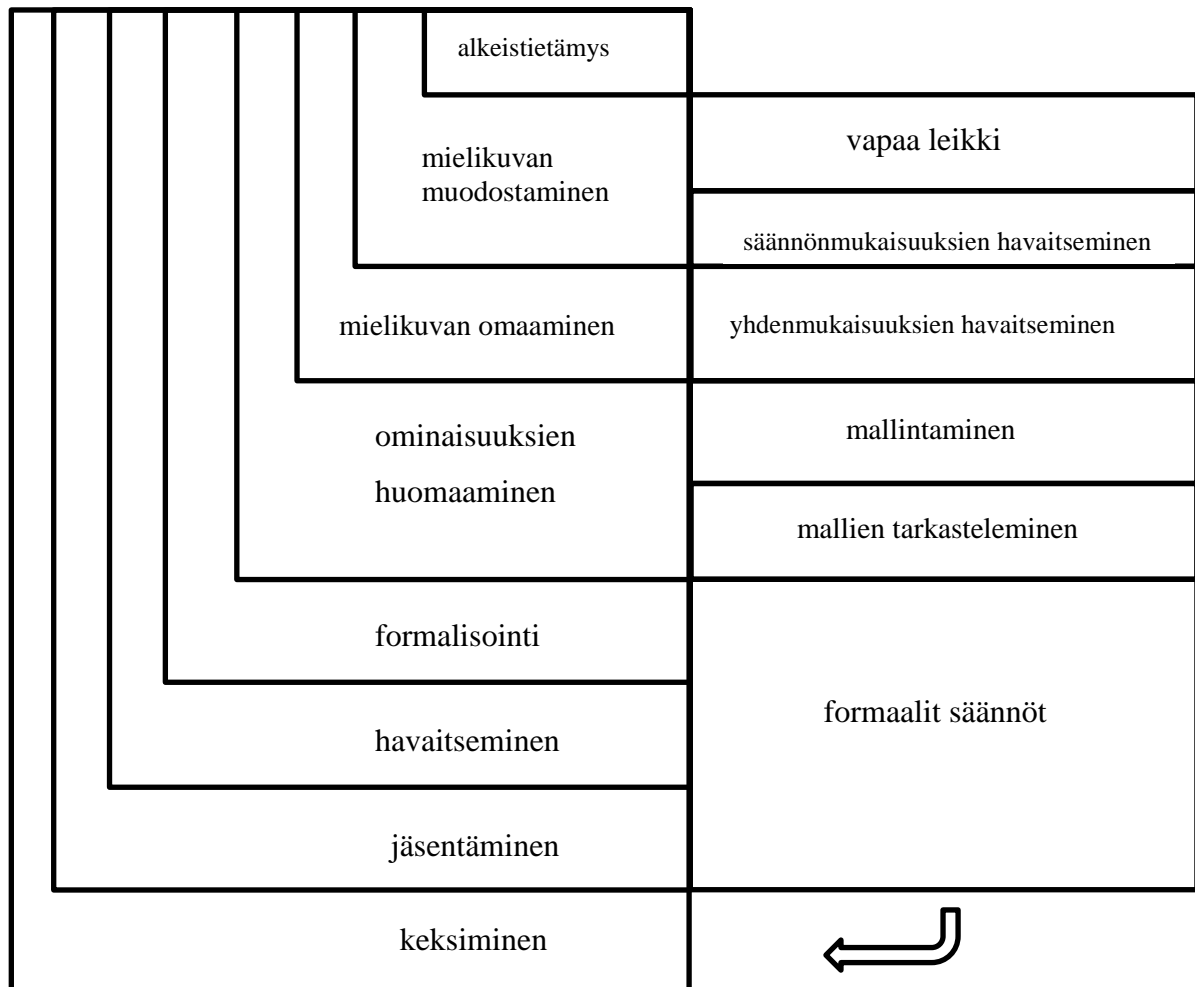 alkeistietämys
vapaa leikki
mielikuvan
muodostaminen
säännönmukaisuuksien havaitseminen
mielikuvan omaaminen
yhdenmukaisuuksien havaitseminen
ominaisuuksien
huomaaminen
mallintaminen
mallien tarkasteleminen
formalisointi
formaalit säännöt
havaitseminen
jäsentäminen
keksiminen